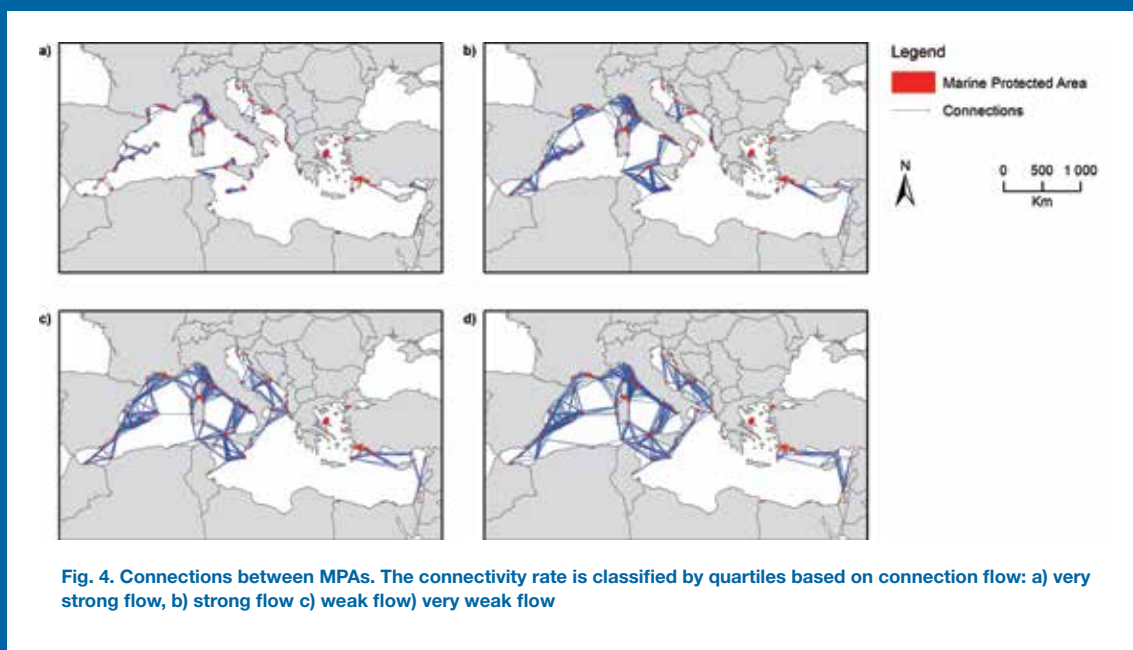 a)
b)
Legend
Marine Protected Area
Connections
N
0 500 1 000
Km
c)
d)
Fig. 4. Connections between MPAs. The connectivity rate is classified by quartiles based on connection flow: a) very
strong flow, b) strong flow c) weak flow) very weak flow